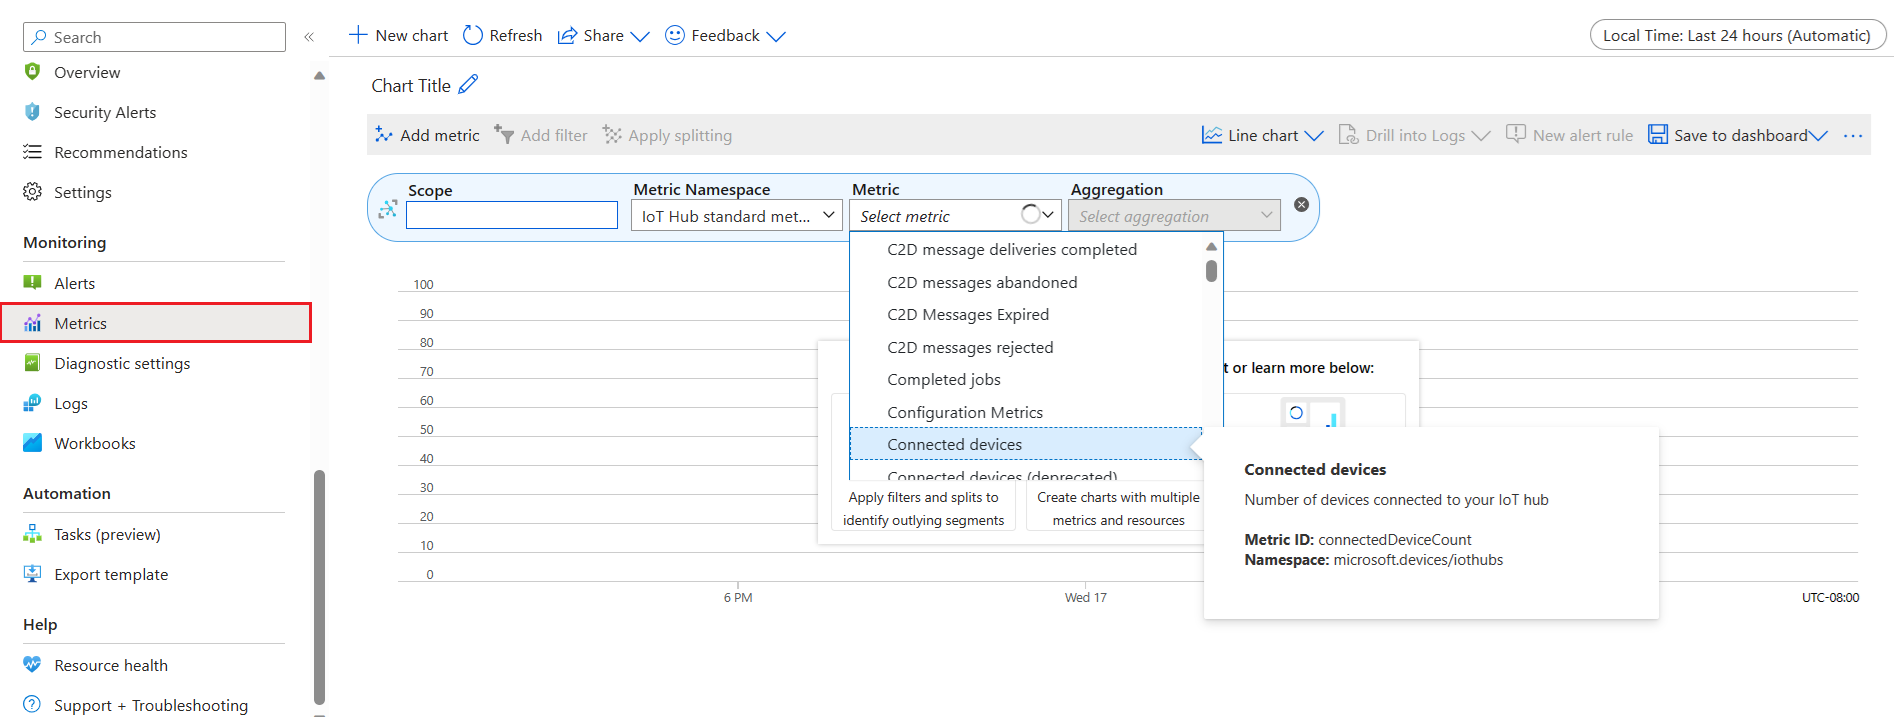 Search
«
New chart
Refresh
Share
Feedback
Local Time: Last 24 hours (Automatic)
Overview
Security Alerts
Recommendations
Settings
Monitoring
Alerts
Metrics
Diagnostic settings
Logs
Workbooks
Automation
Tasks (preview)
Export template
Help
Resource health
Support + Troubleshooting
Chart Title
Add metric
Add filter
Apply splitting
Line chart
Drill into Logs
New alert rule
Save to dashboard
...
Scope
Metric Namespace
IoT Hub standard met...
Metric
Select metric
Aggregation
Select aggregation
C2D message deliveries completed
C2D messages abandoned
C2D Messages Expired
C2D messages rejected
Completed jobs
Configuration Metrics
Connected devices
Connected devices (deprecated)
100
90
80
70
60
50
40
30
20
10
0
6 PM
Wed 17
UTC-08:00
t or learn more below:
Apply filters and splits to
identify outlying segments
Create charts with multiple
metrics and resources
Connected devices
Number of devices connected to your IoT hub
Metric ID: connectedDeviceCount
Namespace: microsoft.devices/iothubs